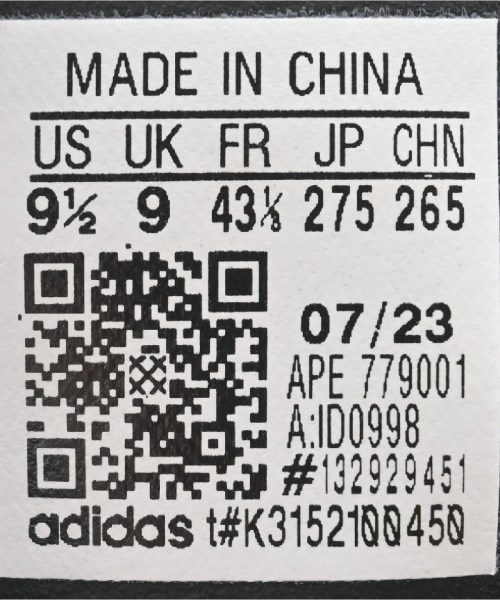 MADE IN CHINA
US UK FR JP CHN
9½ 9 43⅓ 275 265
07/23
APE 779001
A:ID0998
#132929451
adidas t#K3152100450